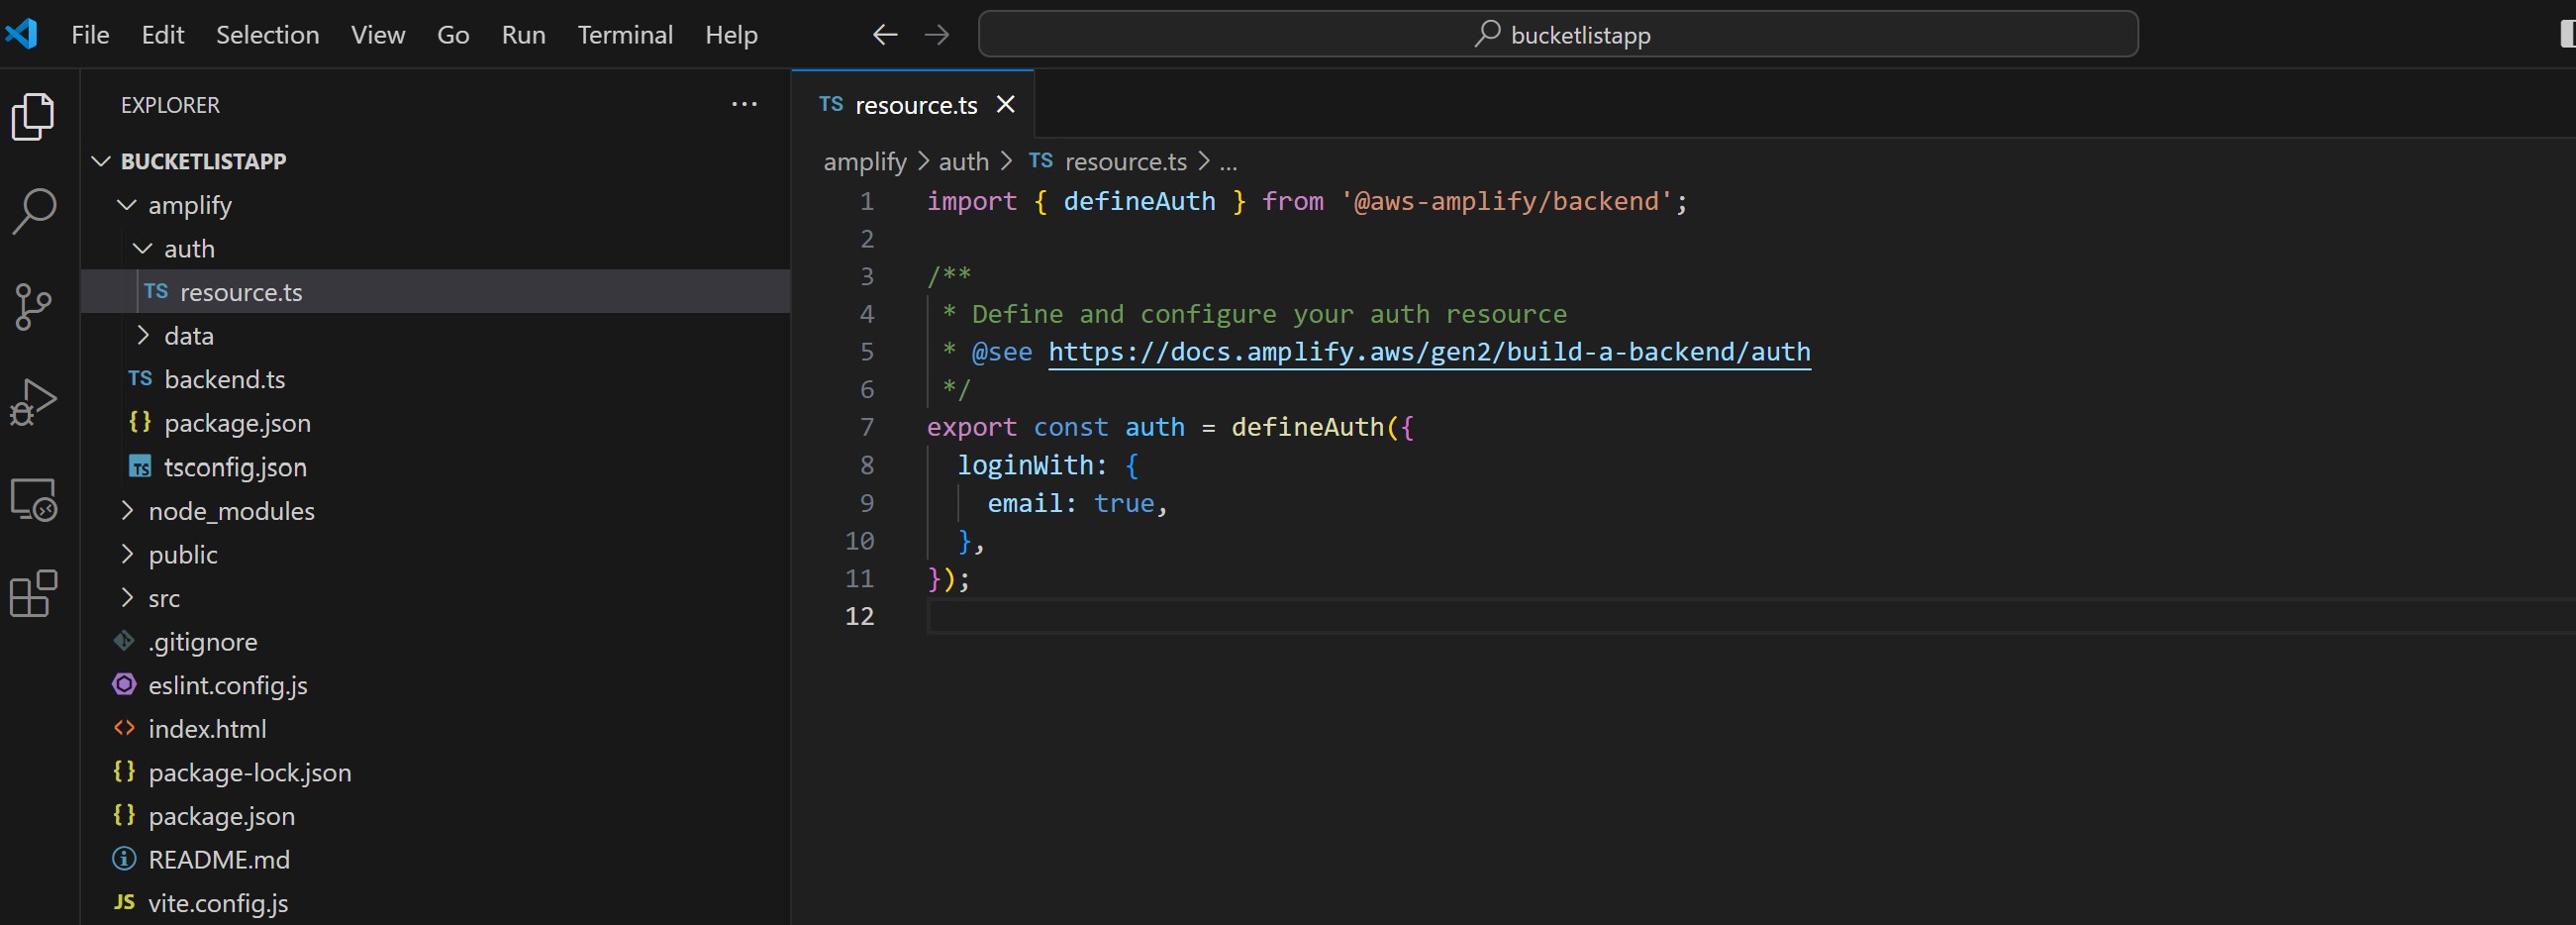 File Edit Selection View Go Run Terminal Help
bucketlistapp
EXPLORER
BUCKETLISTAPP
amplify
auth
TS resource.ts
data
TS backend.ts
{} package.json
TS tsconfig.json
node_modules
public
src
.gitignore
eslint.config.js
<> index.html
{} package-lock.json
{} package.json
README.md
JS vite.config.js
TS resource.ts
amplify > auth > TS resource.ts > ...
1 import { defineAuth } from '@aws-amplify/backend';
2
3 /**
4 * Define and configure your auth resource
5 * @see https://docs.amplify.aws/gen2/build-a-backend/auth
6 */
7 export const auth = defineAuth({
8 loginWith: {
9 email: true,
10 },
11 });
12